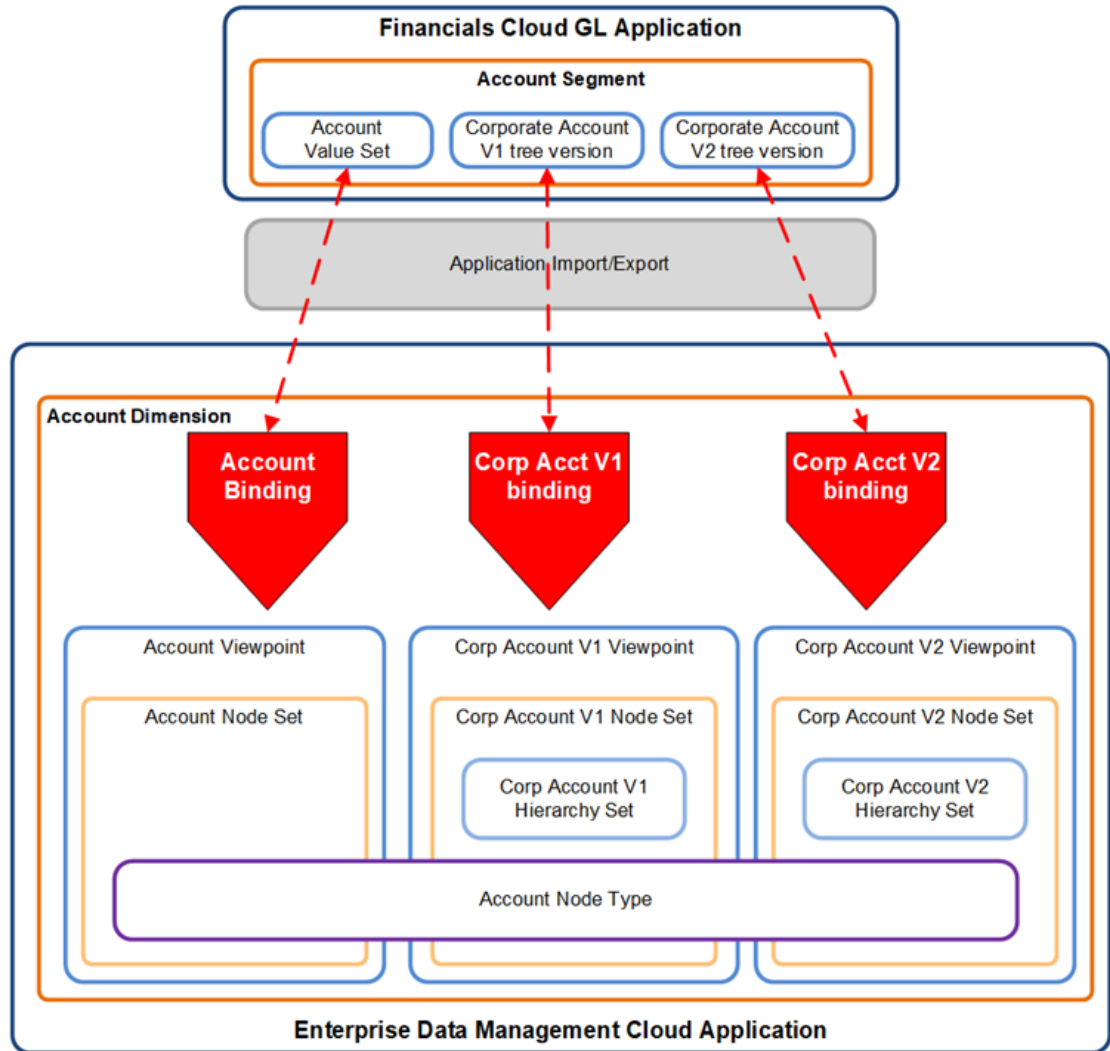 Financials Cloud GL Application
Account Segment
Account
Value Set
Corporate Account
V1 tree version
Corporate Account
V2 tree version
Application Import/Export
Account Dimension
Account
Binding
Corp Acct V1
binding
Corp Acct V2
binding
Account Viewpoint
Corp Account V1 Viewpoint
Corp Account V2 Viewpoint
Account Node Set
Corp Account V1 Node Set
Corp Account V2 Node Set
Corp Account V1
Hierarchy Set
Corp Account V2
Hierarchy Set
Account Node Type
Enterprise Data Management Cloud Application